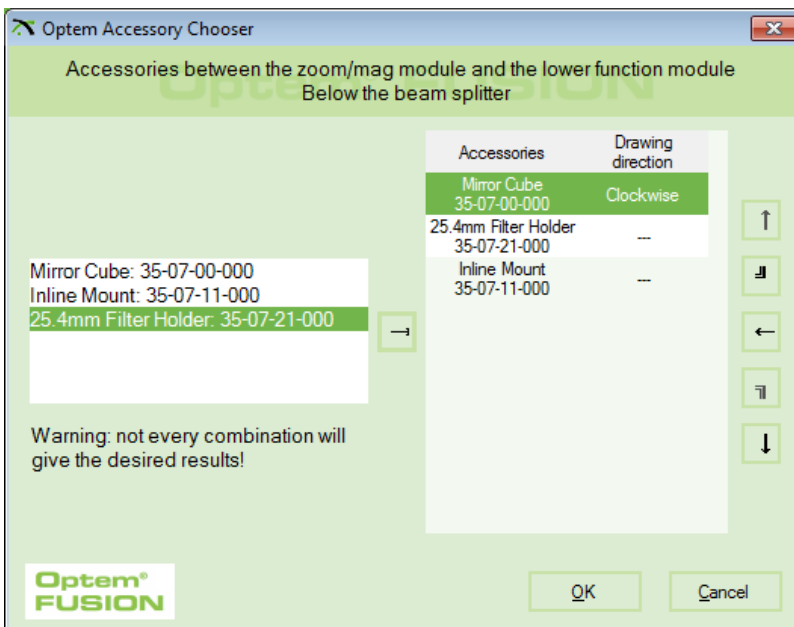 Optem Accessory Chooser
Accessories between the zoom/mag module and the lower function module
Below the beam splitter
Mirror Cube: 35-07-00-000
Inline Mount: 35-07-11-000
25.4mm Filter Holder: 35-07-21-000
Warning: not every combination will
give the desired results!
Accessories
Drawing
direction
Mirror Cube
35-07-00-000
Clockwise
25.4mm Filter Holder
35-07-21-000
---
Inline Mount
35-07-11-000
---
Optem®
FUSION
OK
Cancel